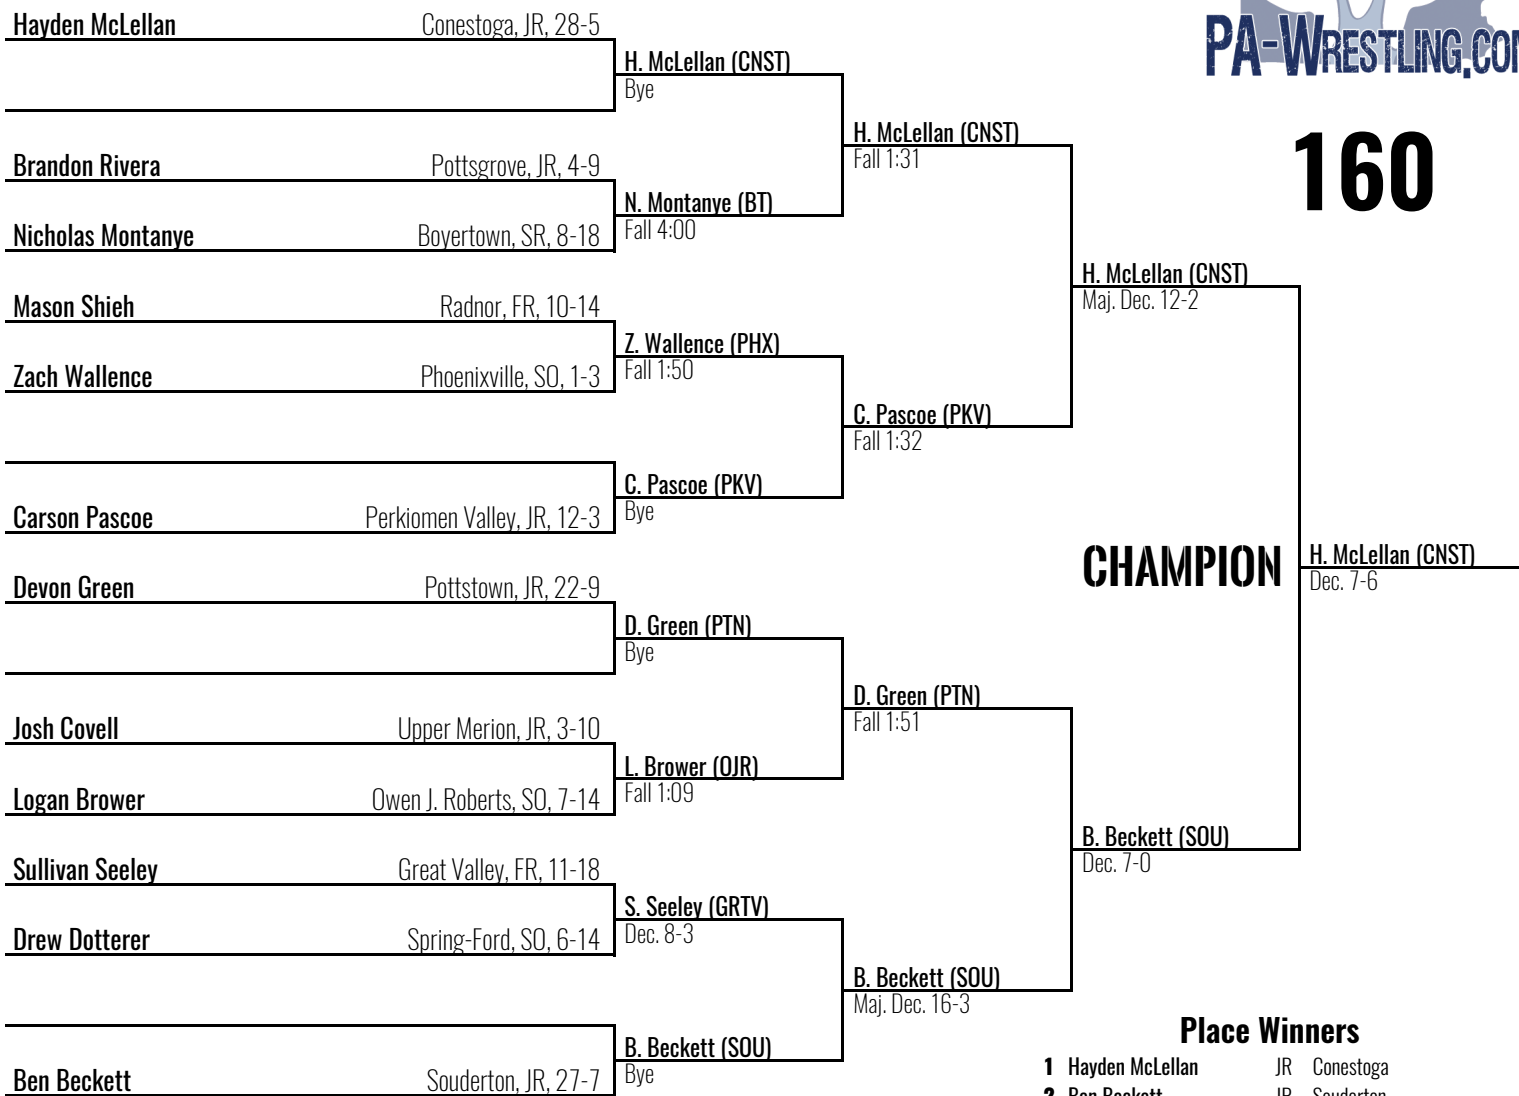 PA-WRESTLING.CO
160
Hayden McLellan Conestoga, JR, 28-5
H. McLellan (CNST)
Bye
H. McLellan (CNST)
Fall 1:31
Brandon Rivera Pottsgrove, JR, 4-9
N. Montanye (BT)
Fall 4:00
Nicholas Montanye Boyertown, SR, 8-18
H. McLellan (CNST)
Maj. Dec. 12-2
Mason Shieh Radnor, FR, 10-14
Z. Wallence (PHX)
Fall 1:50
Zach Wallence Phoenixville, SO, 1-3
C. Pascoe (PKV)
Fall 1:32
C. Pascoe (PKV)
Bye
Carson Pascoe Perkiomen Valley, JR, 12-3
CHAMPION
H. McLellan (CNST)
Dec. 7-6
Devon Green Pottstown, JR, 22-9
D. Green (PTN)
Bye
D. Green (PTN)
Fall 1:51
Josh Covell Upper Merion, JR, 3-10
L. Brower (OJR)
Fall 1:09
Logan Brower Owen J. Roberts, SO, 7-14
B. Beckett (SOU)
Dec. 7-0
Sullivan Seeley Great Valley, FR, 11-18
S. Seeley (GRTV)
Dec. 8-3
Drew Dotterer Spring-Ford, SO, 6-14
B. Beckett (SOU)
Maj. Dec. 16-3
B. Beckett (SOU)
Bye
Ben Beckett Souderton, JR, 27-7
Place Winners
1 Hayden McLellan JR Conestoga
2 Ben Beckett JR Souderton